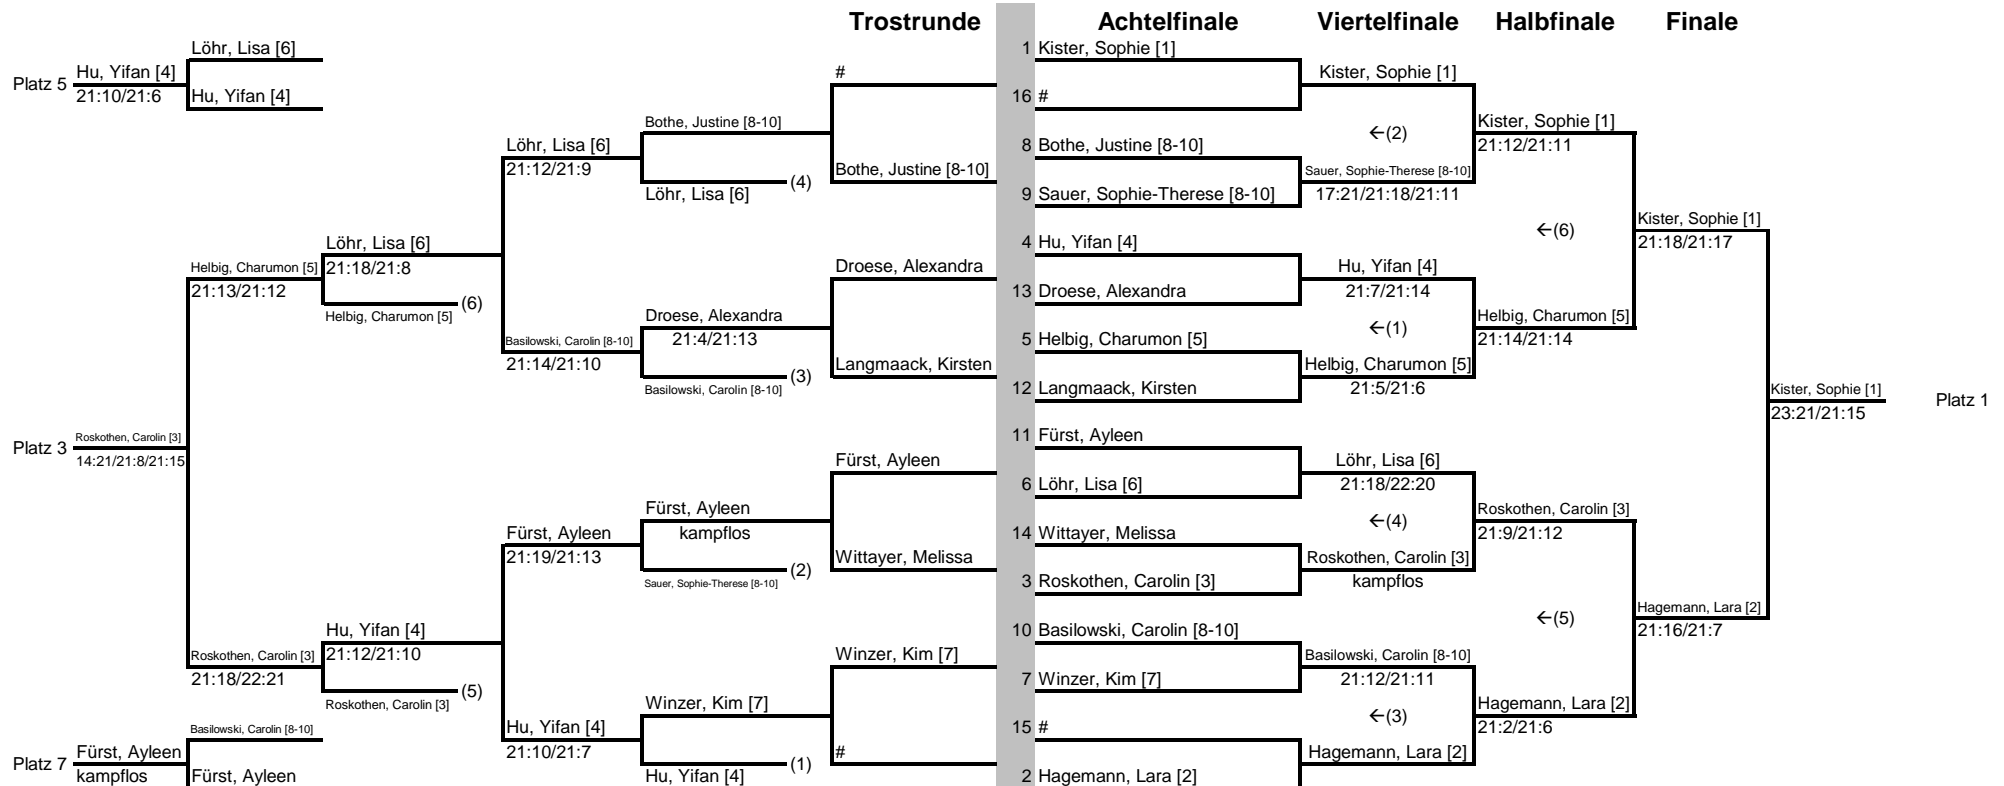 Trostrunde Achtelfinale Viertelfinale Halbfinale Finale
Löhr, Lisa [6]
Platz 5 Hu, Yifan [4]
21:10/21:6
Hu, Yifan [4]
Platz 3 Roskothen, Carolin [3]
14:21/21:8/21:15
Helbig, Charumon [5]
21:13/21:12
Roskothen, Carolin [3]
21:18/22:21
Platz 7 Fürst, Ayleen
kampflos
Basilowski, Carolin [8-10]
Fürst, Ayleen
Löhr, Lisa [6]
21:18/21:8
Helbig, Charumon [5] (6)
Hu, Yifan [4]
21:12/21:10
Roskothen, Carolin [3] (5)
Löhr, Lisa [6]
21:12/21:9
Basilowski, Carolin [8-10]
21:14/21:10
Fürst, Ayleen
21:19/21:13
Hu, Yifan [4]
21:10/21:7
Bothe, Justine [8-10]
Löhr, Lisa [6] (4)
Droese, Alexandra
21:4/21:13
Basilowski, Carolin [8-10] (3)
Fürst, Ayleen
kampflos
Sauer, Sophie-Therese [8-10] (2)
Winzer, Kim [7]
Hu, Yifan [4] (1)
#
Bothe, Justine [8-10]
Droese, Alexandra
Langmaack, Kirsten
Fürst, Ayleen
Wittayer, Melissa
Winzer, Kim [7]
#
1 Kister, Sophie [1]
16 #
8 Bothe, Justine [8-10]
9 Sauer, Sophie-Therese [8-10]
4 Hu, Yifan [4]
13 Droese, Alexandra
5 Helbig, Charumon [5]
12 Langmaack, Kirsten
11 Fürst, Ayleen
6 Löhr, Lisa [6]
14 Wittayer, Melissa
3 Roskothen, Carolin [3]
10 Basilowski, Carolin [8-10]
7 Winzer, Kim [7]
15 #
2 Hagemann, Lara [2]
Kister, Sophie [1]
←(2)
Sauer, Sophie-Therese [8-10]
17:21/21:18/21:11
Hu, Yifan [4]
21:7/21:14
←(1)
Helbig, Charumon [5]
21:5/21:6
Löhr, Lisa [6]
21:18/22:20
←(4)
Roskothen, Carolin [3]
kampflos
Basilowski, Carolin [8-10]
21:12/21:11
←(3)
Hagemann, Lara [2]
Kister, Sophie [1]
21:12/21:11
←(6)
Helbig, Charumon [5]
21:14/21:14
Roskothen, Carolin [3]
21:9/21:12
←(5)
Hagemann, Lara [2]
21:2/21:6
Kister, Sophie [1]
21:18/21:17
Hagemann, Lara [2]
21:16/21:7
Kister, Sophie [1]
23:21/21:15
Platz 1